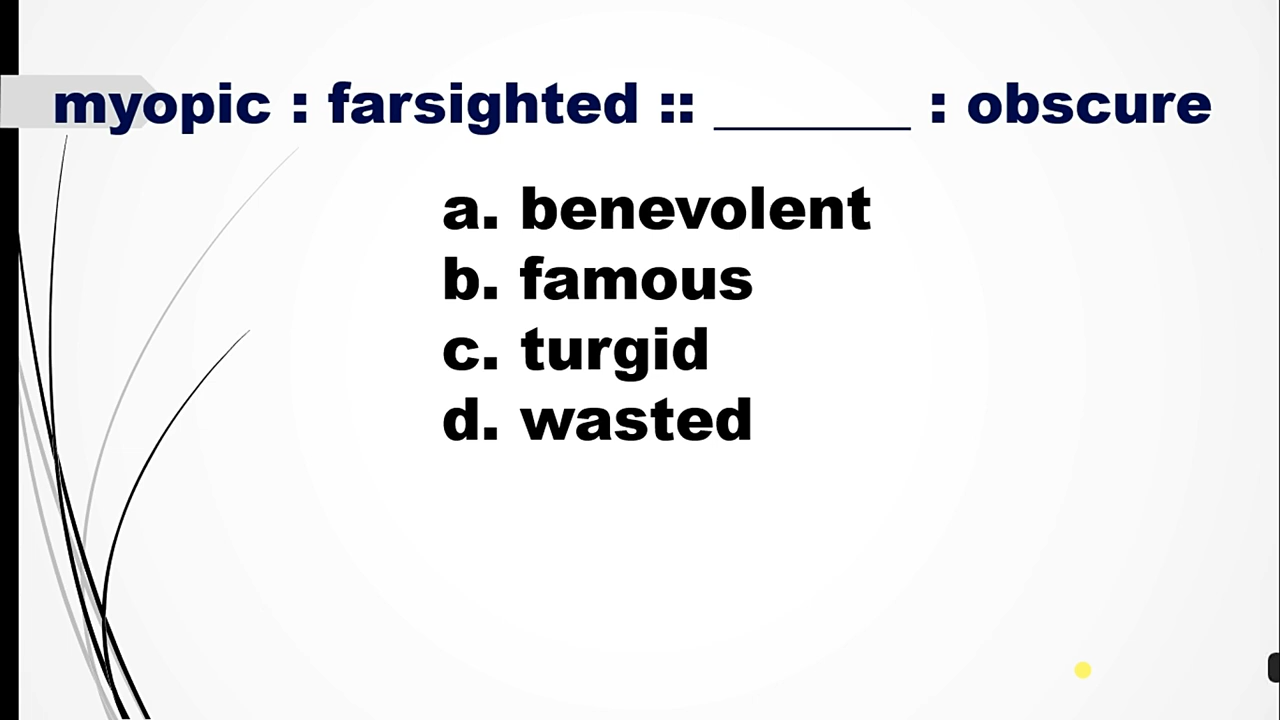 myopic : farsighted :: _______ : obscure
a. benevolent
b. famous
c. turgid
d. wasted